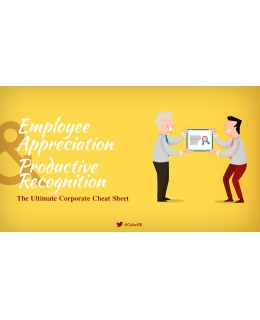 Employee
Appreciation
&
Productive
Recognition
The Ultimate Corporate Cheat Sheet
@CakeHR